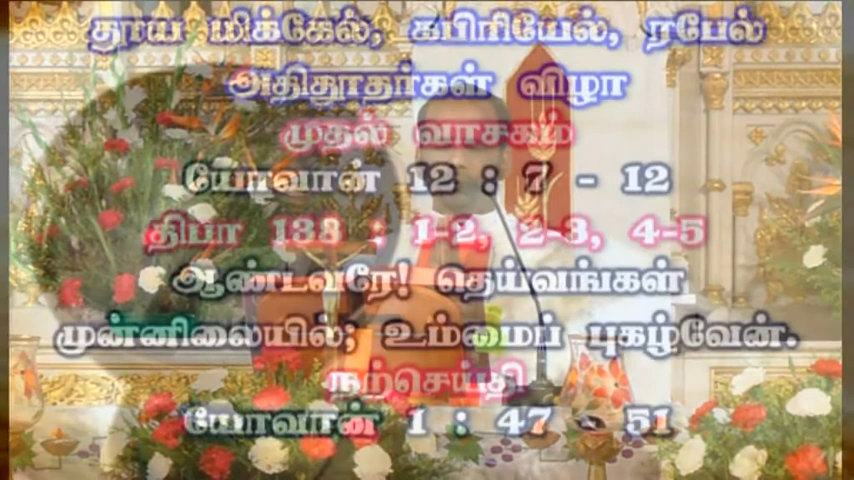 தூய மிக்கேல், கபிரியேல், ரபேல்
அதிதூதர்கள் விழா
முதல் வாசகம்
யோவான் 12 : 7 - 12
திபா 138 : 1-2, 2-3, 4-5
ஆண்டவரே! தெய்வங்கள்
முன்னிலையில், உம்மைப் புகழ்வேன்.
நற்செய்தி
யோவான் 1 : 47 - 51